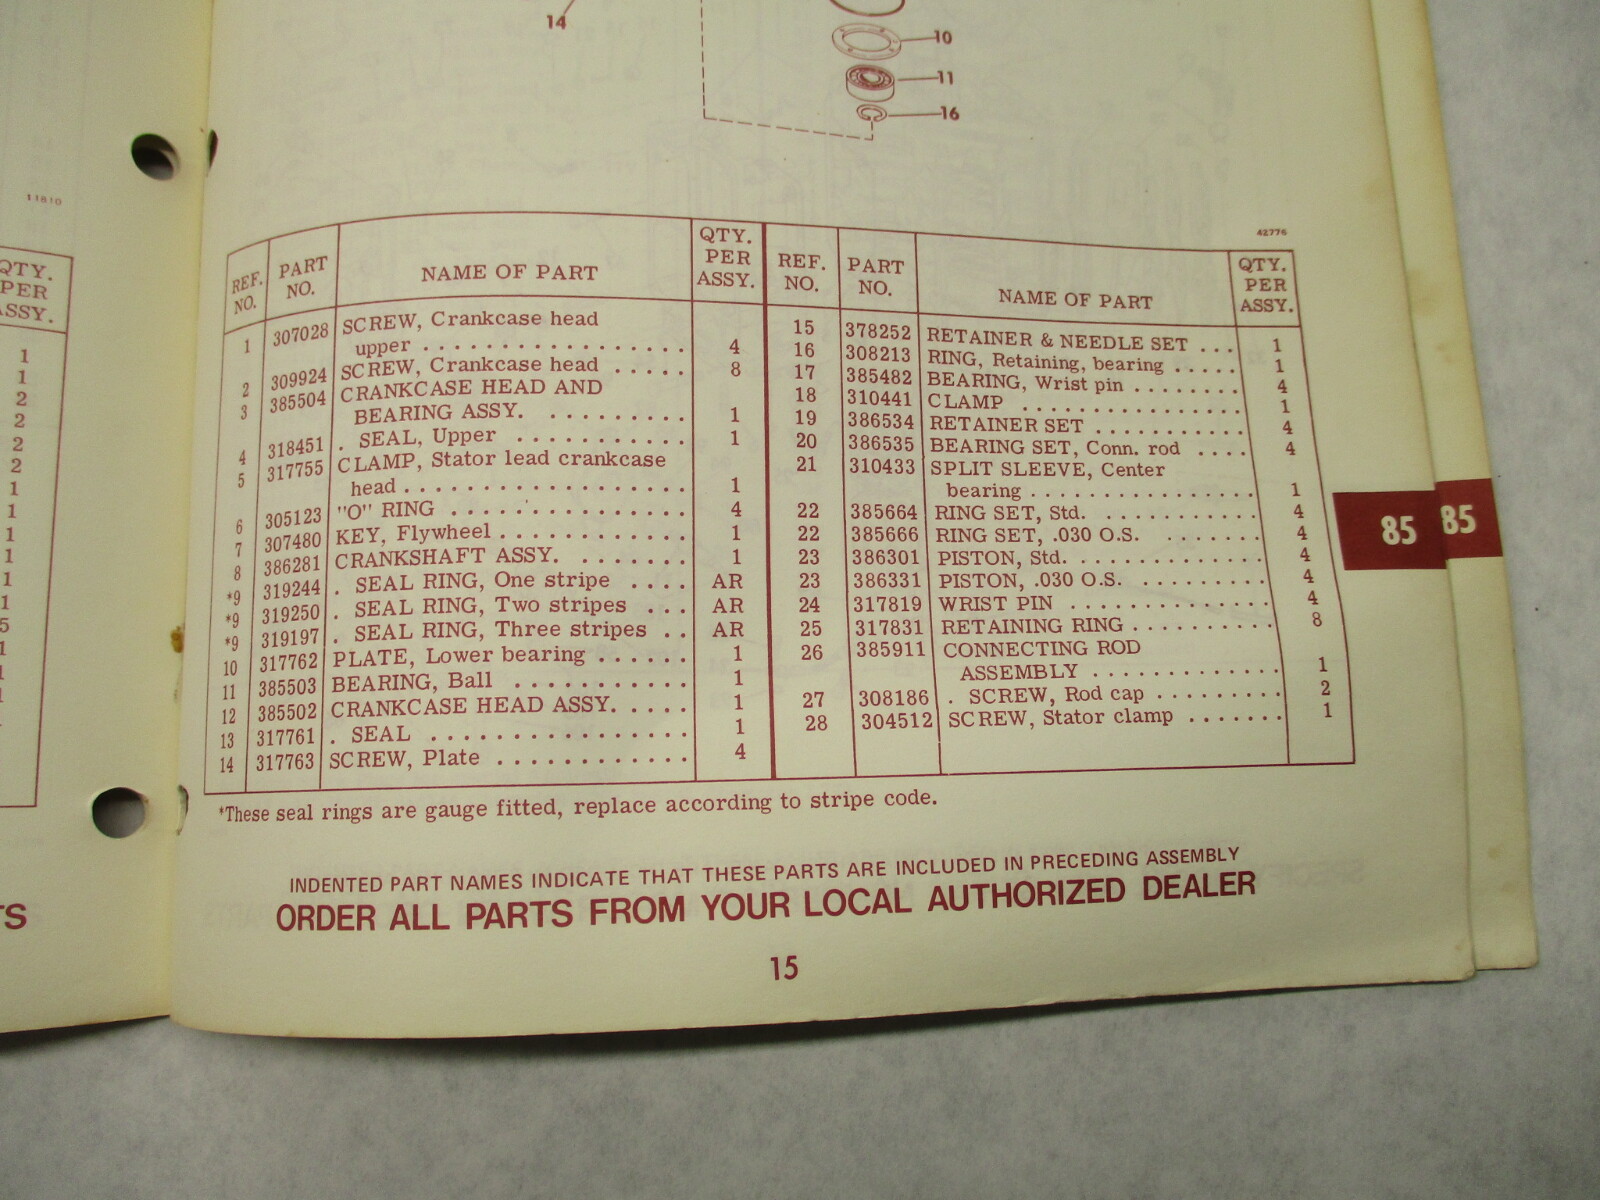 14
10
11
16
11810
42776
QTY.
PER
ASSY.
1
1
2
2
2
2
1
1
1
1
1
1
5
1
1
1
TS
REF. NO. PART NO. NAME OF PART QTY. PER ASSY.
1 307028 SCREW, Crankcase head
upper . . . . . . . . . . . . . . . . . 4
2 309924 SCREW, Crankcase head . . . . . 8
3 385504 CRANKCASE HEAD AND
BEARING ASSY. . . . . . . . . . 1
4 318451 . SEAL, Upper . . . . . . . . . . . 1
5 317755 CLAMP, Stator lead crankcase
head . . . . . . . . . . . . . . . . . . 1
6 305123 "O" RING . . . . . . . . . . . . . . . 4
7 307480 KEY, Flywheel . . . . . . . . . . . . 1
8 386281 CRANKSHAFT ASSY. . . . . . . . . 1
*9 319244 . SEAL RING, One stripe . . . . AR
*9 319250 . SEAL RING, Two stripes . . . AR
*9 319197 . SEAL RING, Three stripes . . AR
10 317762 PLATE, Lower bearing . . . . . . 1
11 385503 BEARING, Ball . . . . . . . . . . . 1
12 385502 CRANKCASE HEAD ASSY. . . . . 1
13 317761 . SEAL . . . . . . . . . . . . . . . . 1
14 317763 SCREW, Plate . . . . . . . . . . . . 4
REF. NO. PART NO. NAME OF PART QTY. PER ASSY.
15 378252 RETAINER & NEEDLE SET . . . 1
16 308213 RING, Retaining, bearing . . . . . 1
17 385482 BEARING, Wrist pin . . . . . . . . 4
18 310441 CLAMP . . . . . . . . . . . . . . . . 1
19 386534 RETAINER SET . . . . . . . . . . . 4
20 386535 BEARING SET, Conn. rod . . . . 4
21 310433 SPLIT SLEEVE, Center
bearing . . . . . . . . . . . . . . . . 1
22 385664 RING SET, Std. . . . . . . . . . . . 4
22 385666 RING SET, .030 O.S. . . . . . . . 4
23 386301 PISTON, Std. . . . . . . . . . . . . . 4
23 386331 PISTON, .030 O.S. . . . . . . . . . 4
24 317819 WRIST PIN . . . . . . . . . . . . . . 4
25 317831 RETAINING RING . . . . . . . . . . 8
26 385911 CONNECTING ROD
ASSEMBLY . . . . . . . . . . . . . 1
27 308186 . SCREW, Rod cap . . . . . . . . . 2
28 304512 SCREW, Stator clamp . . . . . . . 1
85
85
*These seal rings are gauge fitted, replace according to stripe code.
INDENTED PART NAMES INDICATE THAT THESE PARTS ARE INCLUDED IN PRECEDING ASSEMBLY
ORDER ALL PARTS FROM YOUR LOCAL AUTHORIZED DEALER
15